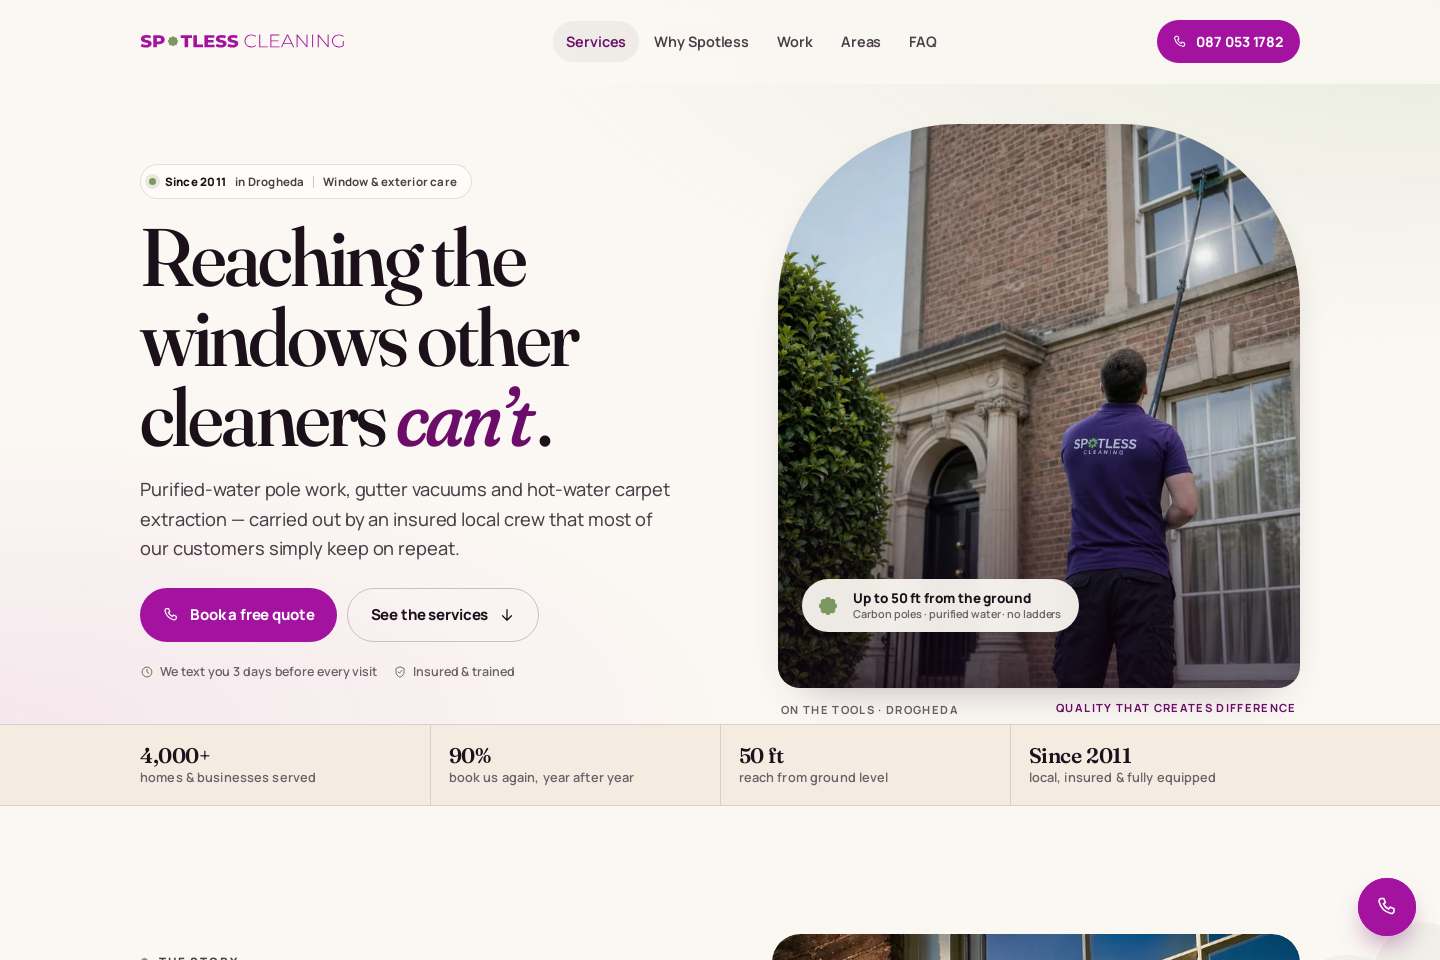 SPOTLESS CLEANING
Services
Why Spotless
Work
Areas
FAQ
087 053 1782
Since 2011 in Drogheda | Window & exterior care
Reaching the
windows other
cleaners can’t.
Purified-water pole work, gutter vacuums and hot-water carpet
extraction — carried out by an insured local crew that most of
our customers simply keep on repeat.
Book a free quote
See the services ↓
We text you 3 days before every visit
Insured & trained
SPOTLESS
CLEANING
Up to 50 ft from the ground
Carbon poles · purified water · no ladders
ON THE TOOLS · DROGHEDA
QUALITY THAT CREATES DIFFERENCE
4,000+
homes & businesses served
90%
book us again, year after year
50 ft
reach from ground level
Since 2011
local, insured & fully equipped
THE STORY